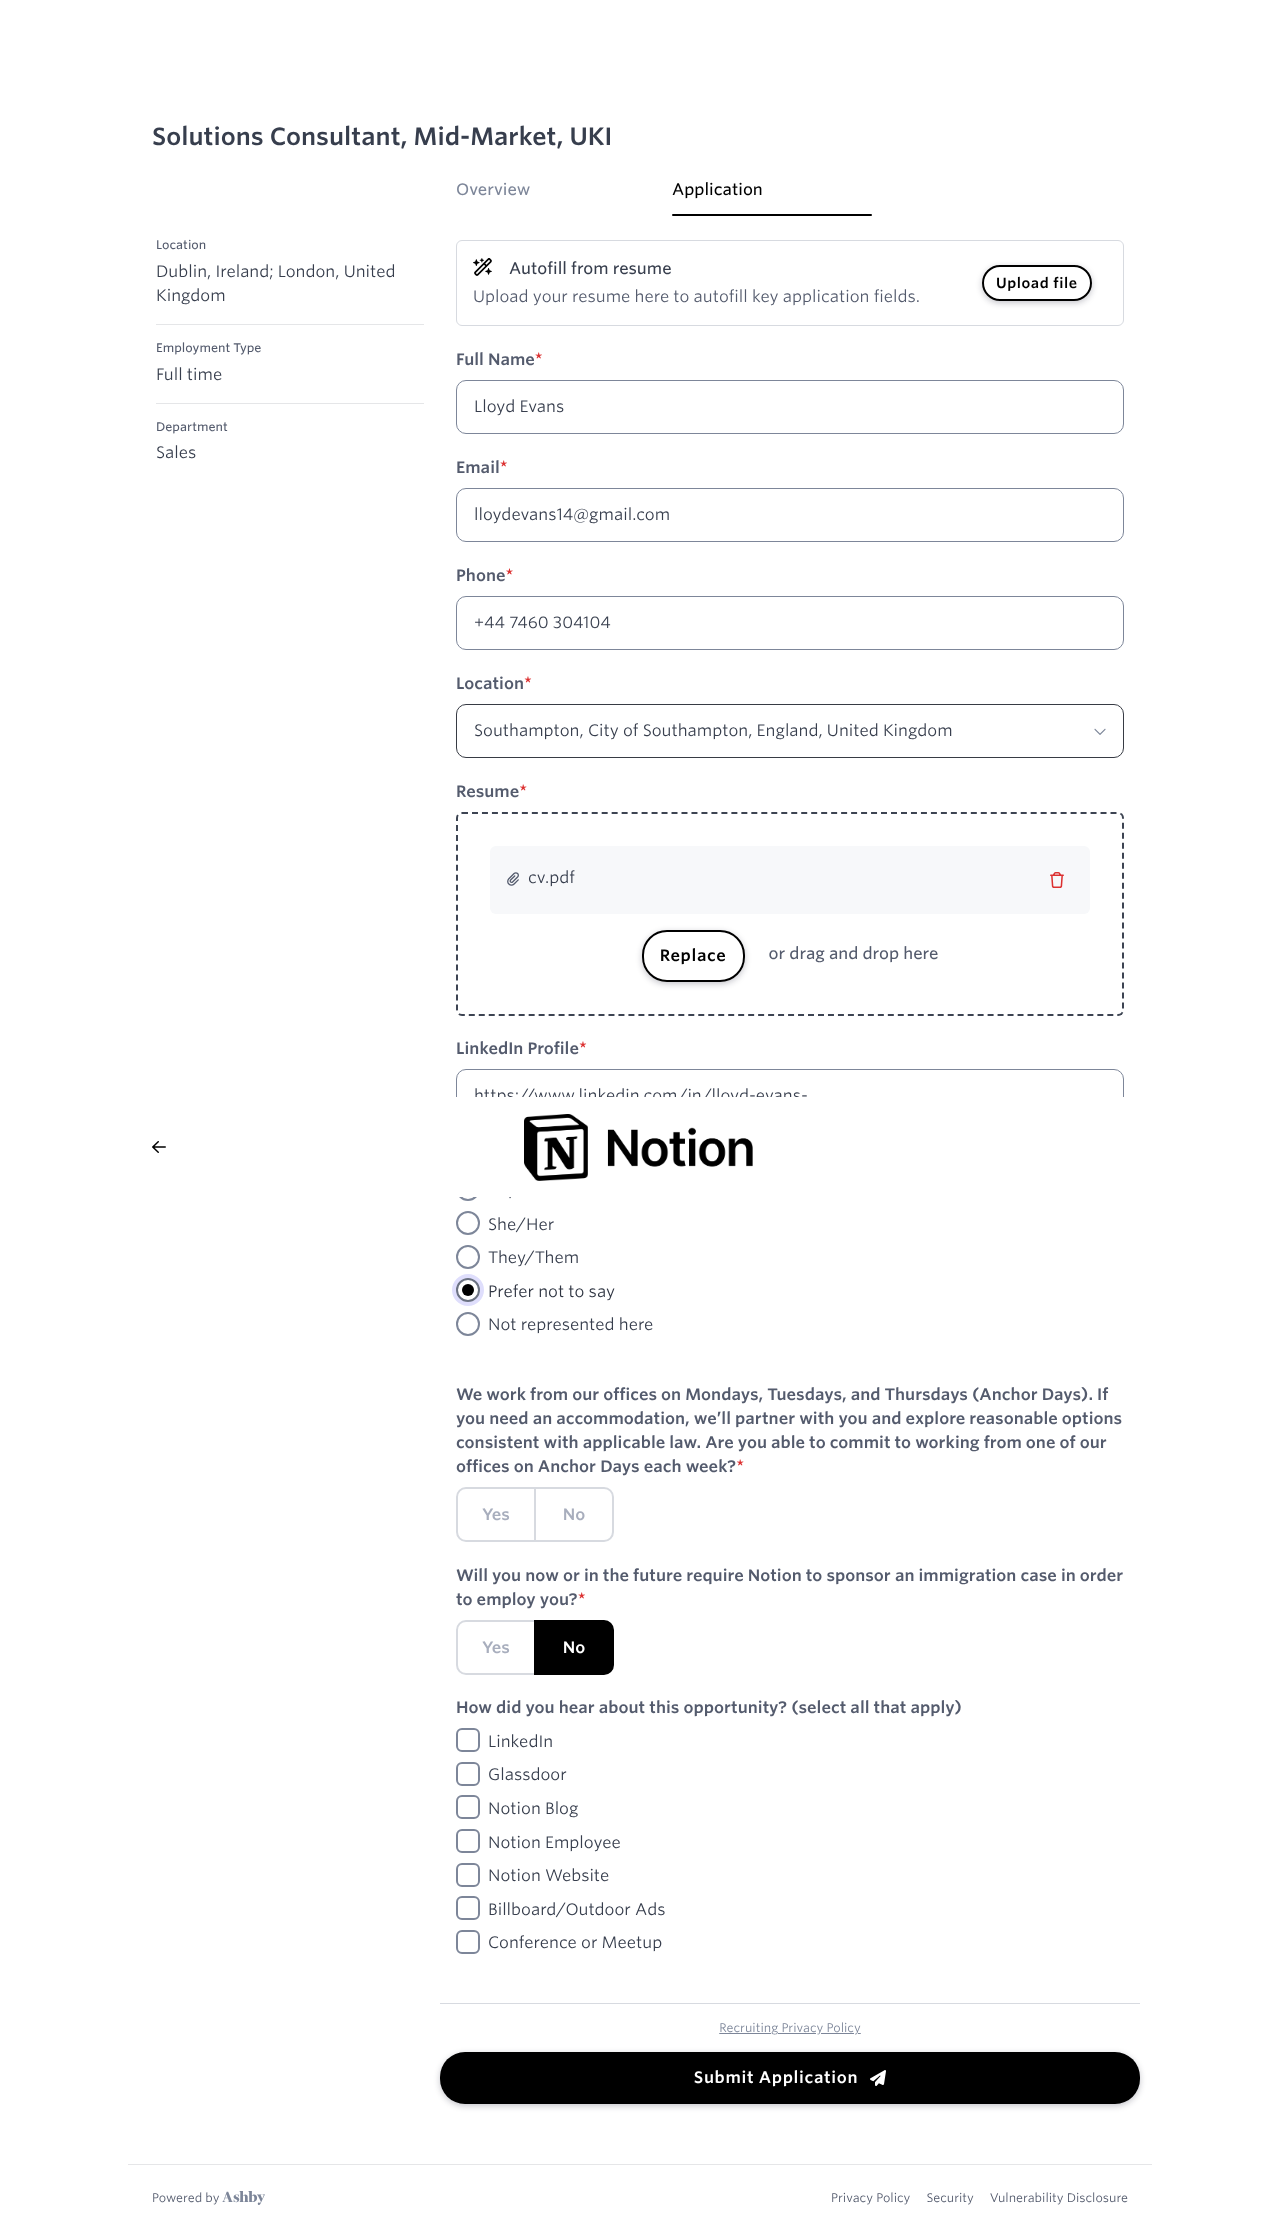 Solutions Consultant, Mid-Market, UKI
Overview
Application
Location
Dublin, Ireland; London, United
Kingdom
Employment Type
Full time
Department
Sales
Autofill from resume
Upload your resume here to autofill key application fields.
Upload file
Full Name*
Lloyd Evans
Email*
lloydevans14@gmail.com
Phone*
+44 7460 304104
Location*
Southampton, City of Southampton, England, United Kingdom
Resume*
cv.pdf
Replace
or drag and drop here
LinkedIn Profile*
https://www.linkedin.com/in/lloyd-evans-
Notion
She/Her
They/Them
Prefer not to say
Not represented here
We work from our offices on Mondays, Tuesdays, and Thursdays (Anchor Days). If
you need an accommodation, we’ll partner with you and explore reasonable options
consistent with applicable law. Are you able to commit to working from one of our
offices on Anchor Days each week?*
Yes
No
Will you now or in the future require Notion to sponsor an immigration case in order
to employ you?*
Yes
No
How did you hear about this opportunity? (select all that apply)
LinkedIn
Glassdoor
Notion Blog
Notion Employee
Notion Website
Billboard/Outdoor Ads
Conference or Meetup
Recruiting Privacy Policy
Submit Application
Powered by Ashby
Privacy Policy
Security
Vulnerability Disclosure